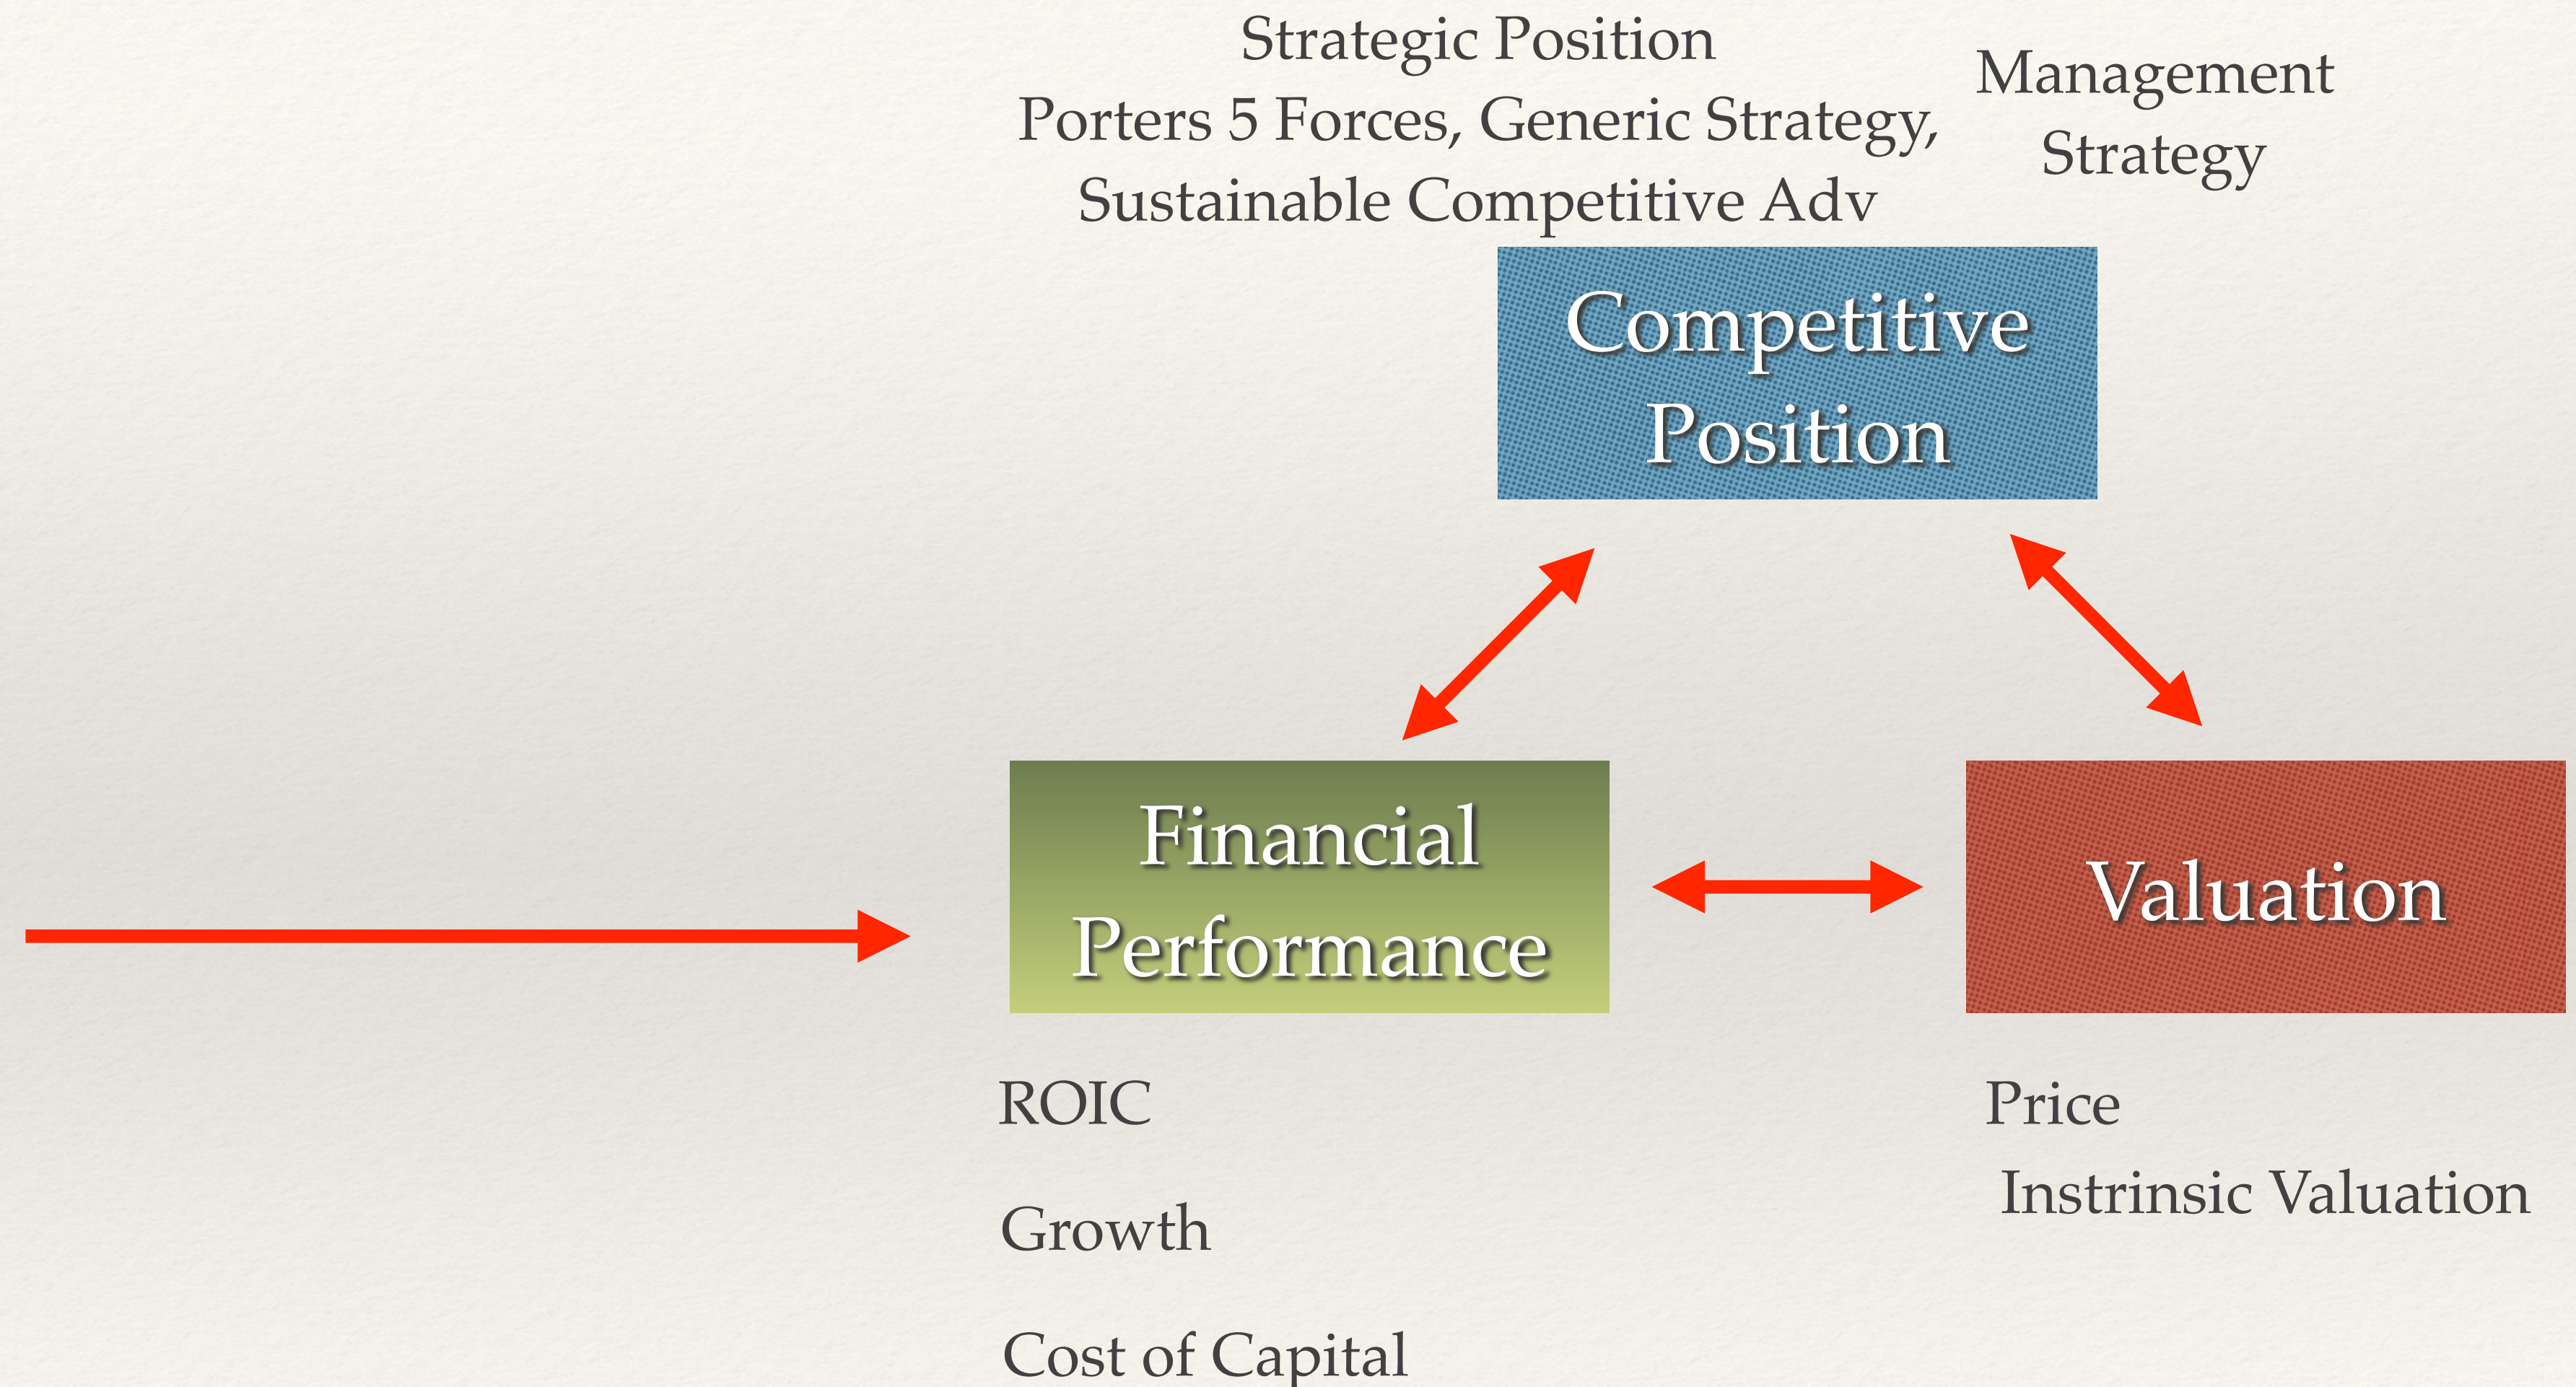 Strategic Position
Porters 5 Forces, Generic Strategy,
Sustainable Competitive Adv
Management
Strategy
Competitive
Position
Financial
Performance
Valuation
ROIC
Growth
Cost of Capital
Price
Instrinsic Valuation